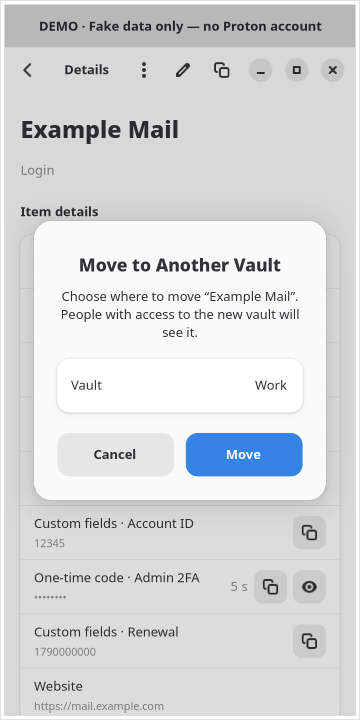 DEMO · Fake data only — no Proton account
Details
Example Mail
Login
Item details
Move to Another Vault
Choose where to move “Example Mail”.
People with access to the new vault will
see it.
Vault Work
Cancel Move
Custom fields · Account ID
12345
One-time code · Admin 2FA
5 s
••••••••
Custom fields · Renewal
1790000000
Website
https://mail.example.com